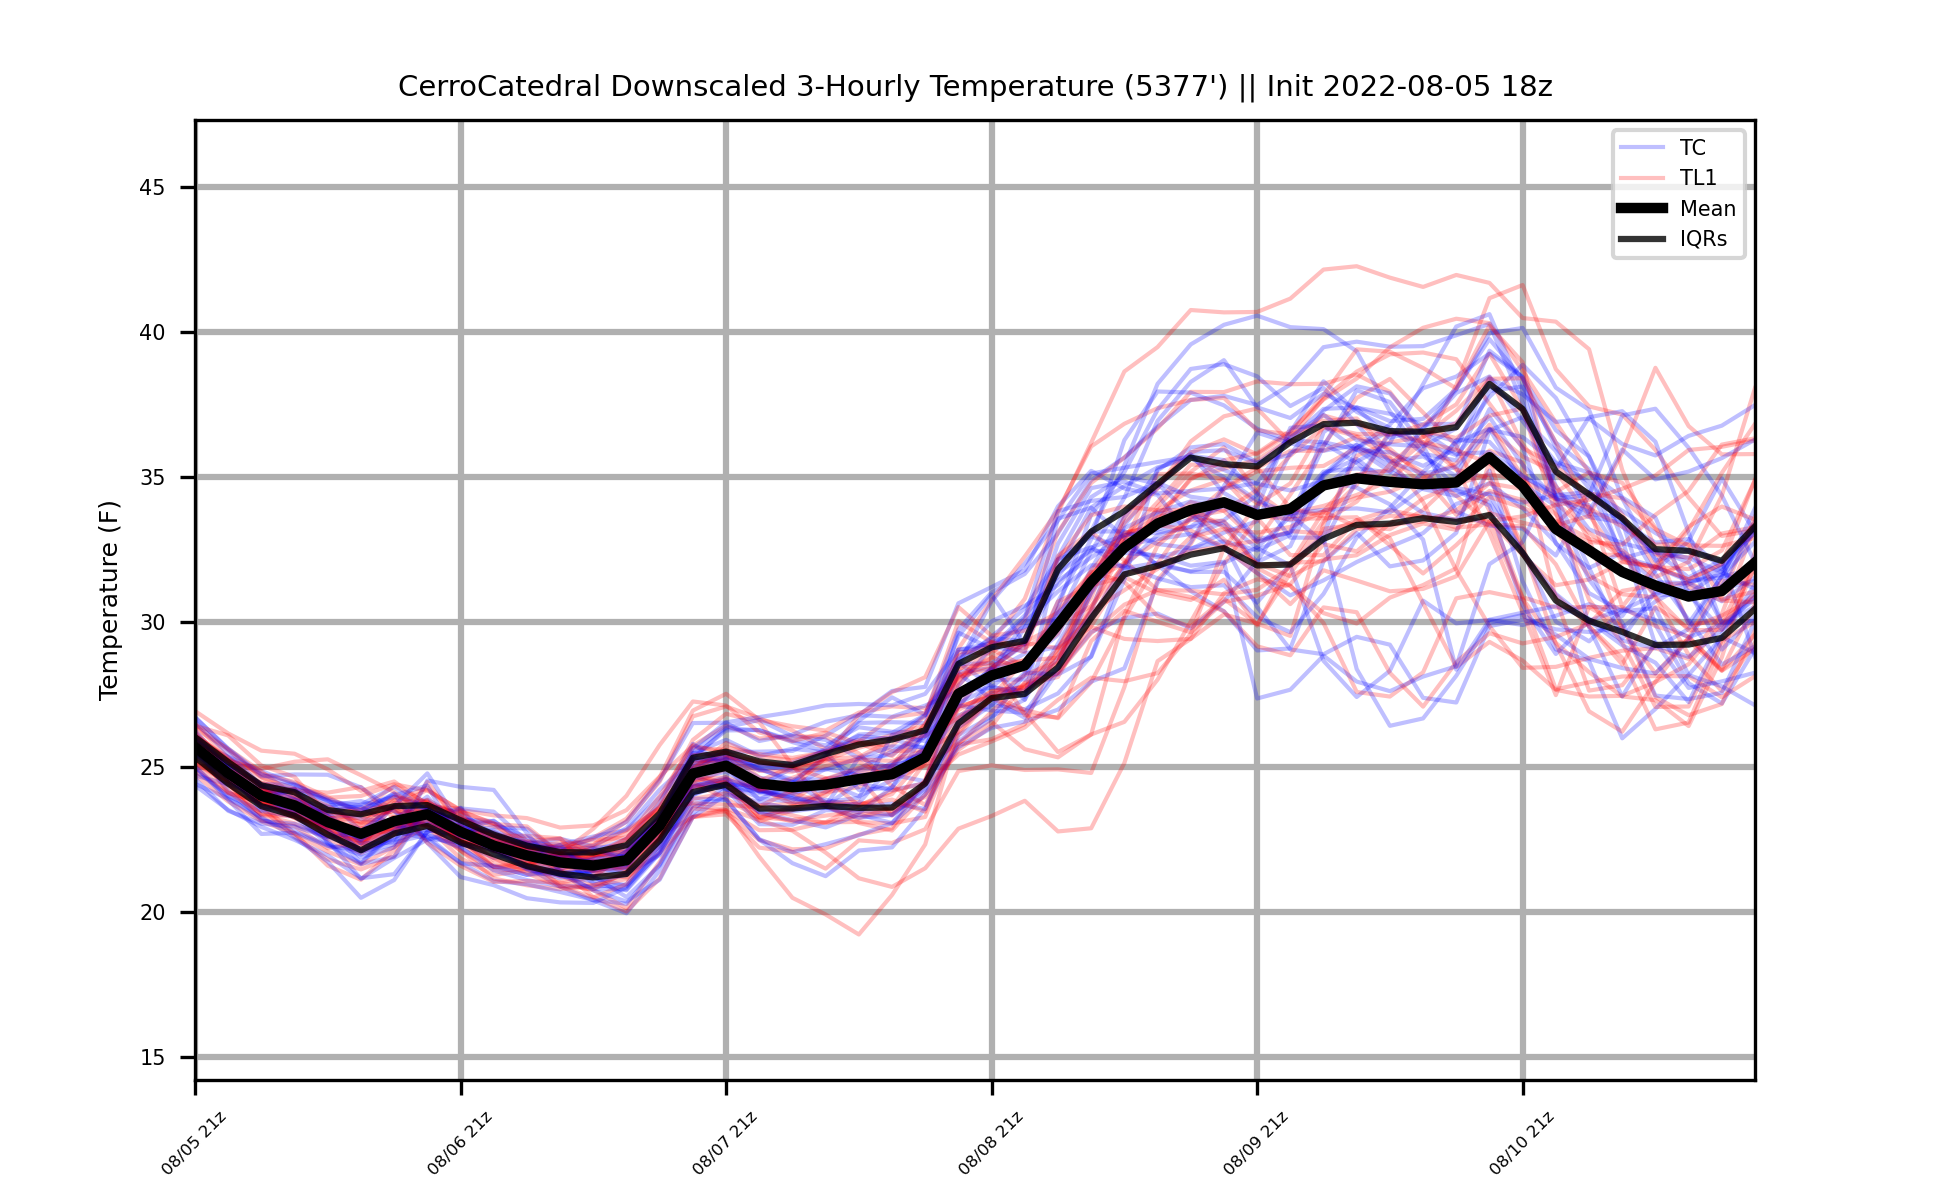 CerroCatedral Downscaled 3-Hourly Temperature (5377') || Init 2022-08-05 18z
TC
TL1
Mean
IQRs
Temperature (F)
45
40
35
30
25
20
15
08/05 21z
08/06 21z
08/07 21z
08/08 21z
08/09 21z
08/10 21z